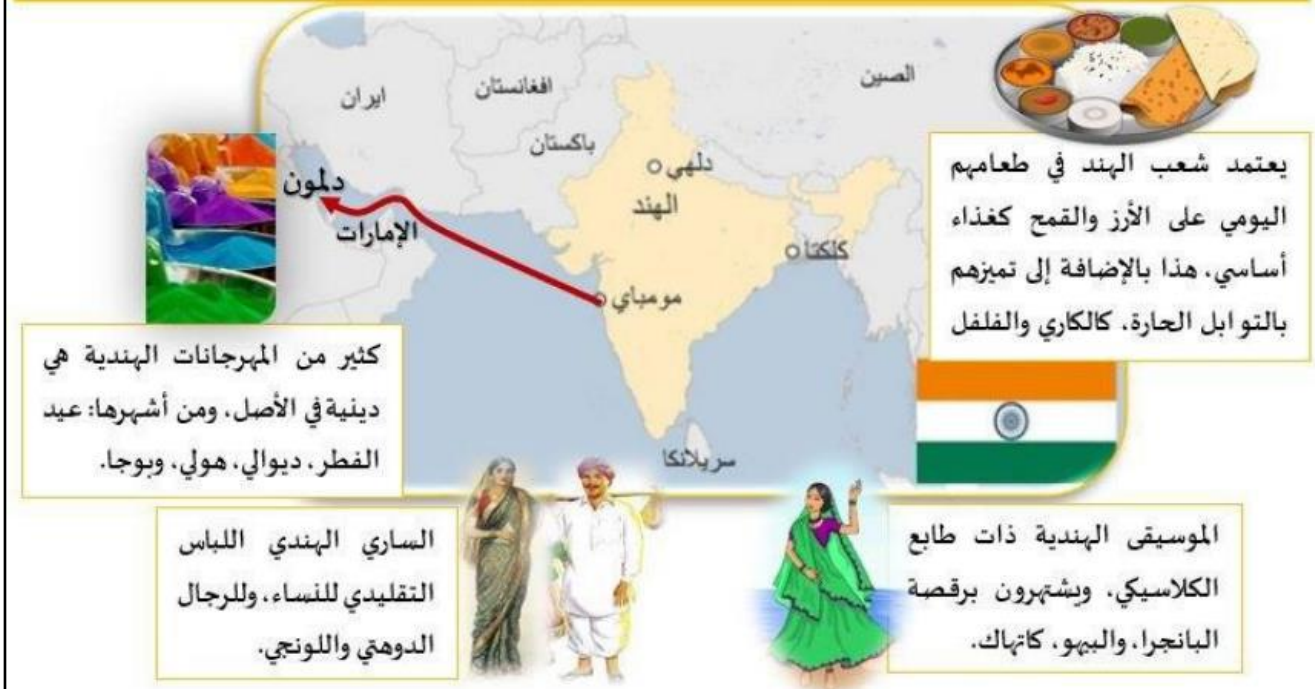 الصين
افغانستان
ايران
باكستان
دلهي
الهند
دلمون
الإمارات
كلكتا
مومباي
سريلانكا
يعتمد شعب الهند في طعامهم
اليومي على الأرز والقمح كغذاء
أساسي، هذا بالإضافة إلى تميزهم
بالتوابل الحارة، كالكاري والفلفل
كثير من المهرجانات الهندية هي
دينية في الأصل، ومن أشهرها: عيد
الفطر، ديوالي، هولي، وبوجا.
الموسيقى الهندية ذات طابع
الكلاسيكي، ويشتهرون برقصة
البانجرا، والبيهو، كاتهاك.
الساري الهندي اللباس
التقليدي للنساء، وللرجال
الدوهتي واللونجي.